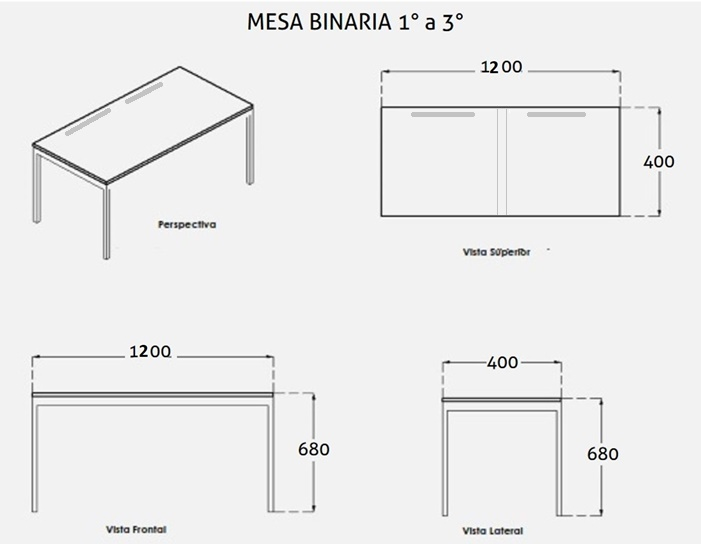 MESA BINARIA 1° a 3°
1200
400
Perspectiva
Vista Superior
1200
400
680
680
Vista Frontal
Vista Lateral